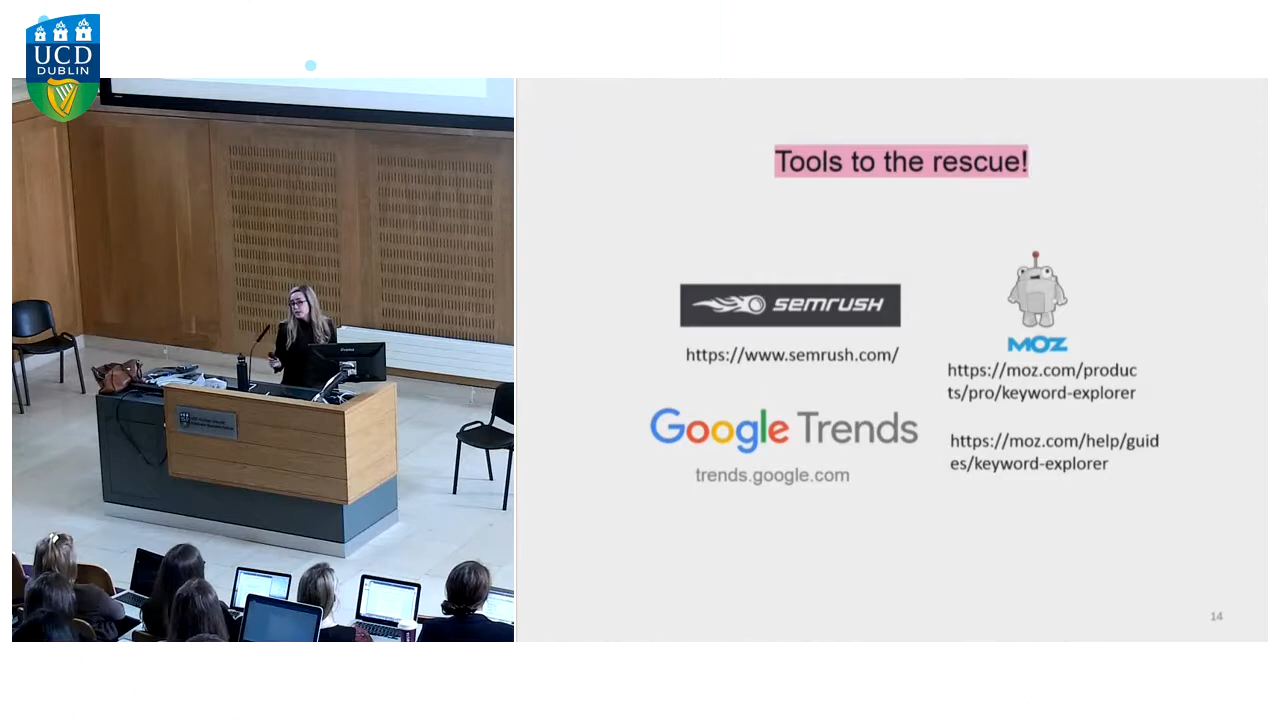 UCD
DUBLIN
Tools to the rescue!
semrush
https://www.semrush.com/
MOZ
https://moz.com/produc
ts/pro/keyword-explorer
Google Trends
trends.google.com
https://moz.com/help/guid
es/keyword-explorer
14